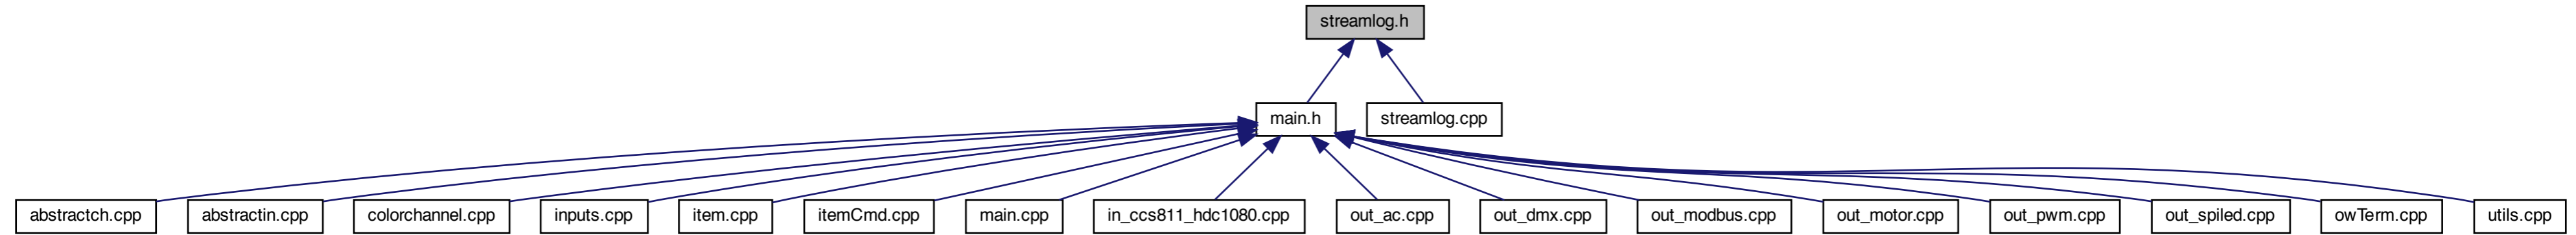 streamlog.h
main.h
streamlog.cpp
abstractch.cpp
abstractin.cpp
colorchannel.cpp
inputs.cpp
item.cpp
itemCmd.cpp
main.cpp
in_ccs811_hdc1080.cpp
out_ac.cpp
out_dmx.cpp
out_modbus.cpp
out_motor.cpp
out_pwm.cpp
out_spiled.cpp
owTerm.cpp
utils.cpp